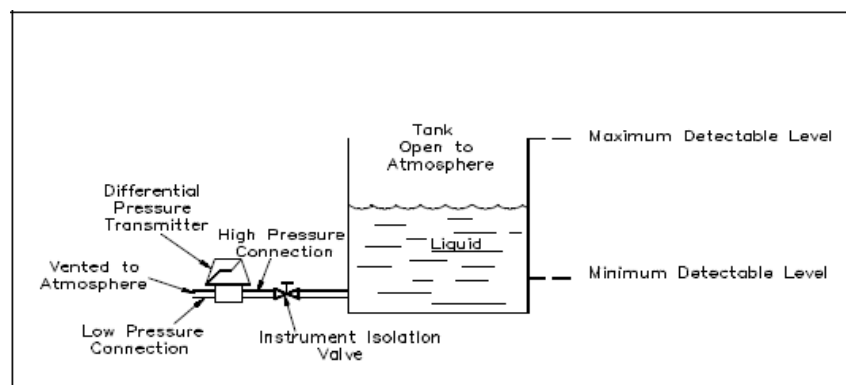 Tank
Open to
Atmosphere
Maximum Detectable Level
Differential
Pressure
Transmitter
High Pressure
Connection
Liquid
Vented to
Atmosphere
Minimum Detectable Level
Low Pressure
Connection
Instrument Isolation
Valve